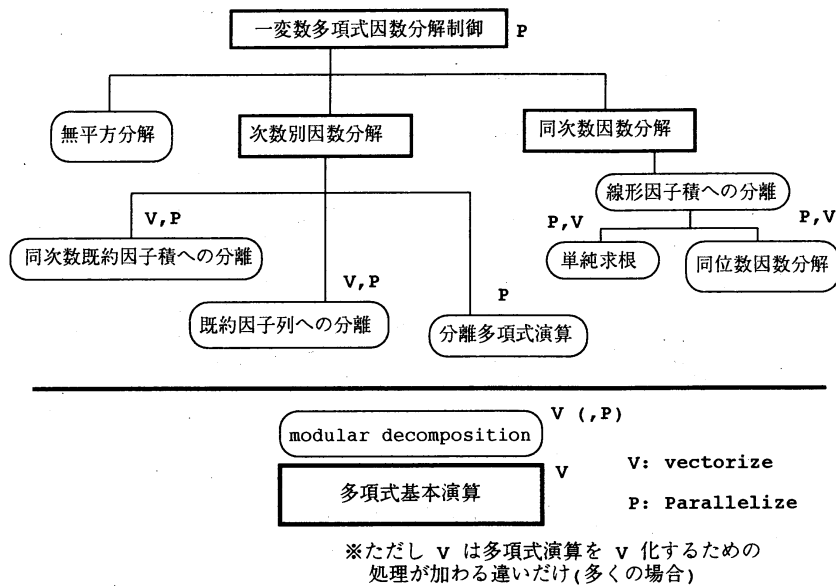 一変数多項式因数分解制御 P
無平方分解
次数別因数分解
同次数因数分解
線形因子積への分離
V,P
P,V
P,V
同次数既約因子積への分離
単純求根
同位数因数分解
V,P
P
既約因子列への分離
分離多項式演算
V (,P)
modular decomposition
V
V: vectorize
多項式基本演算
P: Parallelize
※ただし V は多項式演算を V 化するための
処理が加わる違いだけ(多くの場合)